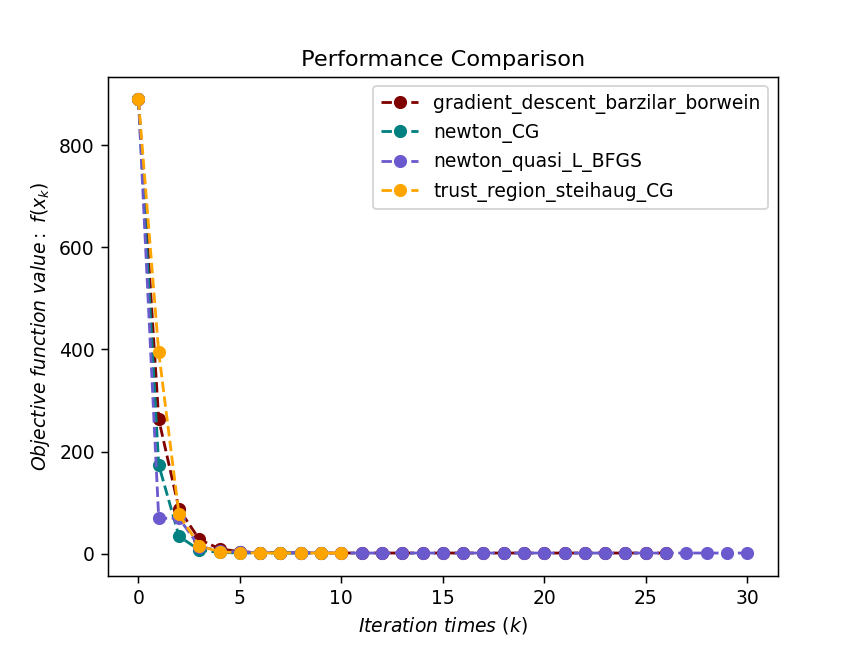 Performance Comparison
gradient_descent_barzilar_borwein
newton_CG
newton_quasi_L_BFGS
trust_region_steihaug_CG
Objective function value : f(x_k)
800
600
400
200
0
0 5 10 15 20 25 30
Iteration times (k)